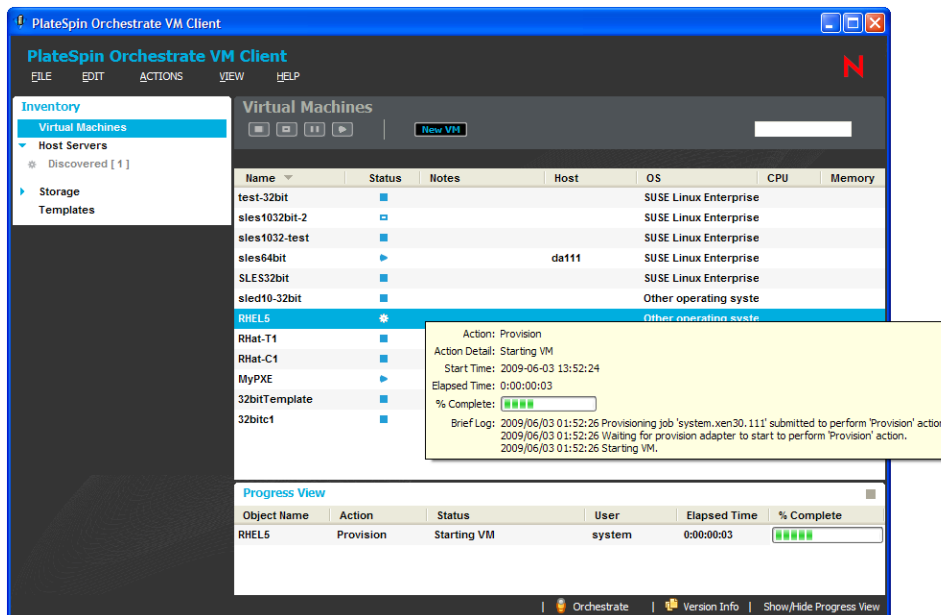 PlateSpin Orchestrate VM Client
PlateSpin Orchestrate VM Client
FILE EDIT ACTIONS VIEW HELP
N
Inventory
Virtual Machines
Host Servers
Discovered [ 1 ]
Storage
Templates
Virtual Machines
New VM
Name Status Notes Host OS CPU Memory
test-32bit SUSE Linux Enterprise
sles1032bit-2 SUSE Linux Enterprise
sles1032-test SUSE Linux Enterprise
sles64bit da111 SUSE Linux Enterprise
SLES32bit SUSE Linux Enterprise
sled10-32bit Other operating syste
RHEL5 Other operating syste
RHat-T1
RHat-C1
MyPXE
32bitTemplate
32bitc1
Action: Provision
Action Detail: Starting VM
Start Time: 2009-06-03 13:52:24
Elapsed Time: 0:00:00:03
% Complete:
Brief Log: 2009/06/03 01:52:26 Provisioning job 'system.xen30.111' submitted to perform 'Provision' action
2009/06/03 01:52:26 Waiting for provision adapter to start to perform 'Provision' action.
2009/06/03 01:52:26 Starting VM.
Progress View
Object Name Action Status User Elapsed Time % Complete
RHEL5 Provision Starting VM system 0:00:00:03
Orchestrate | Version Info | Show/Hide Progress View